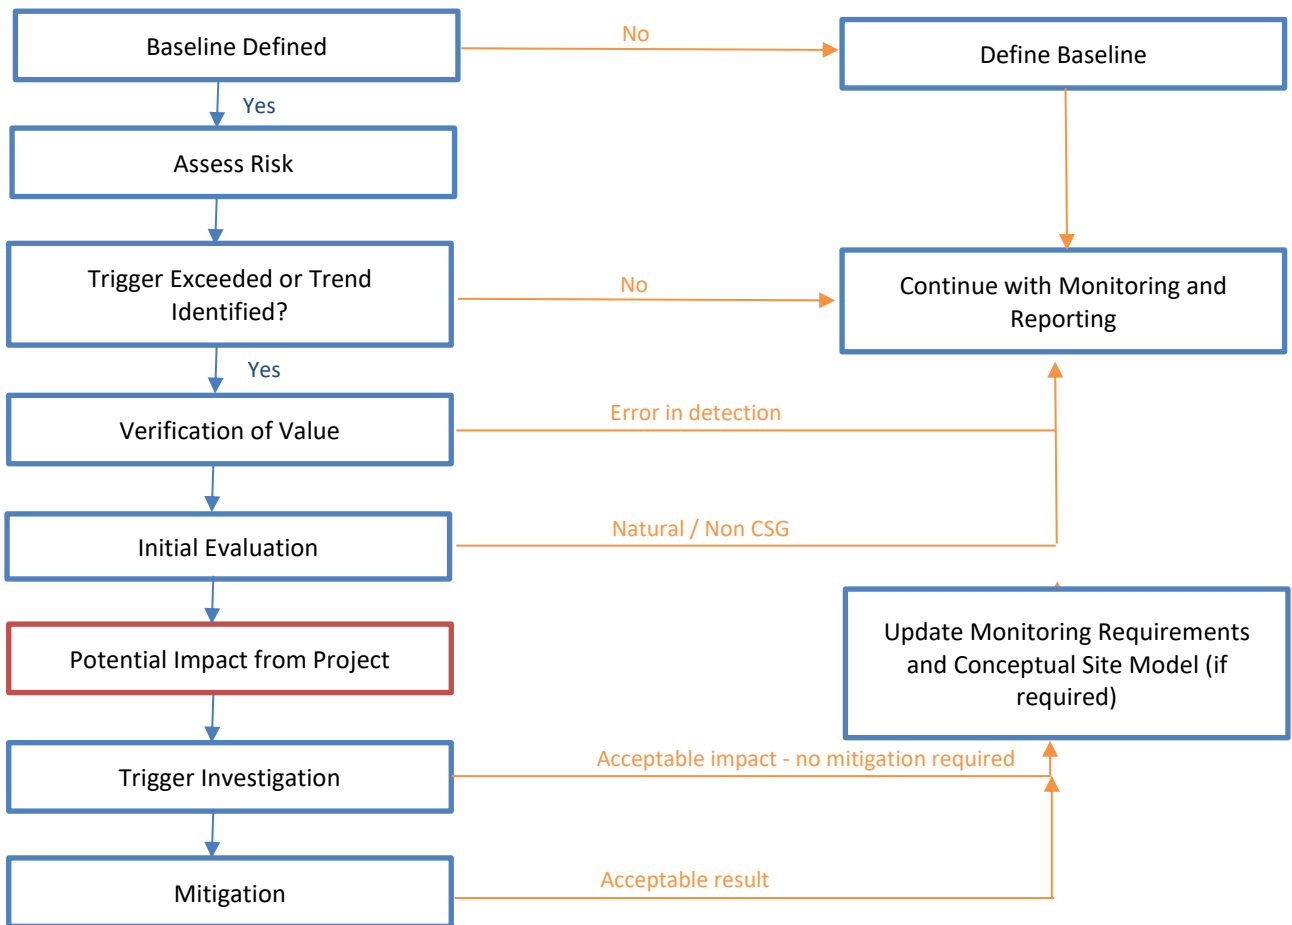 Baseline Defined
No
Define Baseline
Yes
Assess Risk
Trigger Exceeded or Trend
Identified?
No
Continue with Monitoring and
Reporting
Yes
Verification of Value
Error in detection
Initial Evaluation
Natural / Non CSG
Potential Impact from Project
Update Monitoring Requirements
and Conceptual Site Model (if
required)
Trigger Investigation
Acceptable impact - no mitigation required
Mitigation
Acceptable result